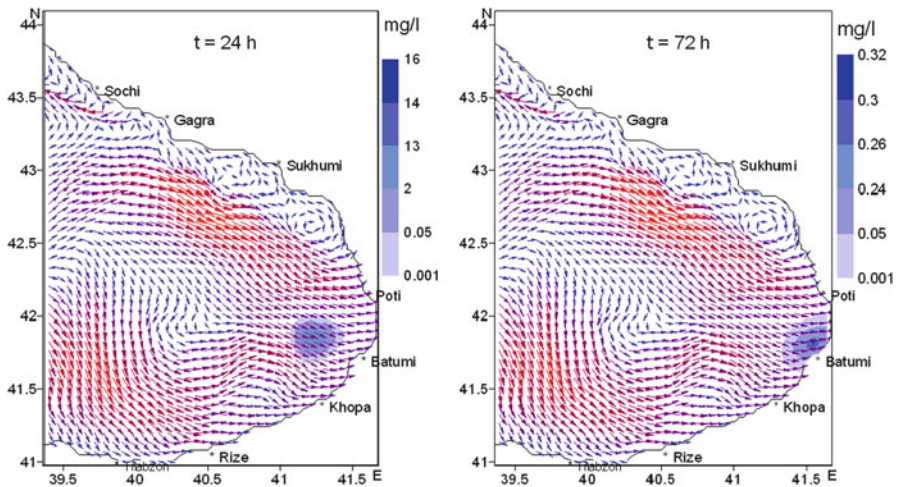 N
44
43.5
43
42.5
42
41.5
41
39.5
40
40.5
41
41.5
E
t = 24 h
Sochi
Gagra
Sukhumi
Poti
Batumi
Khopa
Rize
Trabzon
mg/l
16
14
13
2
0.05
0.001
N
44
43.5
43
42.5
42
41.5
41
39.5
40
40.5
41
41.5
E
t = 72 h
Sochi
Gagra
Sukhumi
Poti
Batumi
Khopa
Rize
Trabzon
mg/l
0.32
0.3
0.26
0.24
0.05
0.001